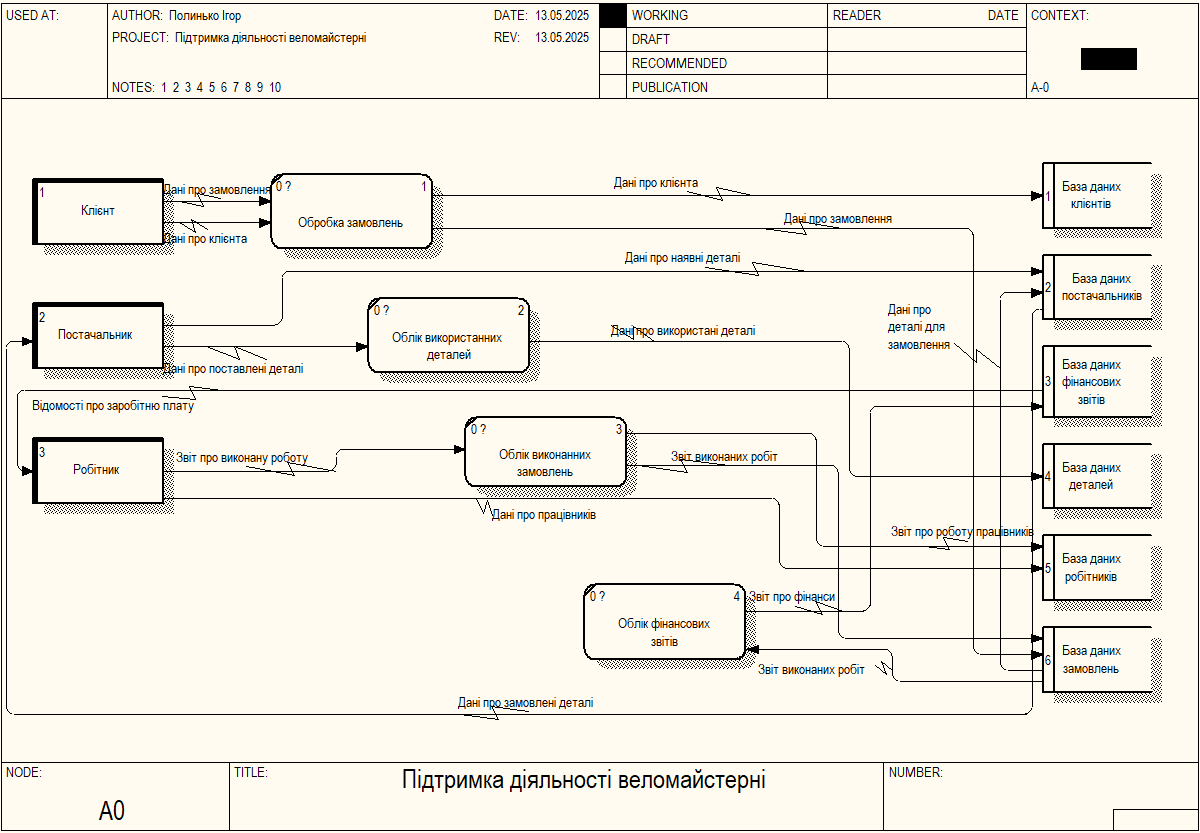 USED AT:
AUTHOR: Полинько Ігор
DATE: 13.05.2025
PROJECT: Підтримка діяльності веломайстерні
REV: 13.05.2025
NOTES: 1 2 3 4 5 6 7 8 9 10
WORKING
DRAFT
RECOMMENDED
PUBLICATION
READER
DATE
CONTEXT:
A-0
1
Клієнт
Дані про замовлення
Дані про клієнта
0 ?
1
Обробка замовлень
Дані про клієнта
Дані про замовлення
1
База даних
клієнтів
Дані про наявні деталі
2
База даних
постачальників
2
Постачальник
Дані про поставлені деталі
0 ?
2
Облік використанних
деталей
Дані про використані деталі
Дані про
деталі для
замовлення
3
База даних
фінансових
звітів
Відомості про заробітню плату
3
Робітник
Звіт про виконану роботу
0 ?
3
Облік виконанних
замовлень
Звіт виконаних робіт
4
База даних
деталей
Дані про працівників
Звіт про роботу працівників
5
База даних
робітників
0 ?
4
Облік фінансових
звітів
Звіт про фінанси
Звіт виконаних робіт
6
База даних
замовлень
Дані про замовлені деталі
NODE:
A0
TITLE:
Підтримка діяльності веломайстерні
NUMBER: